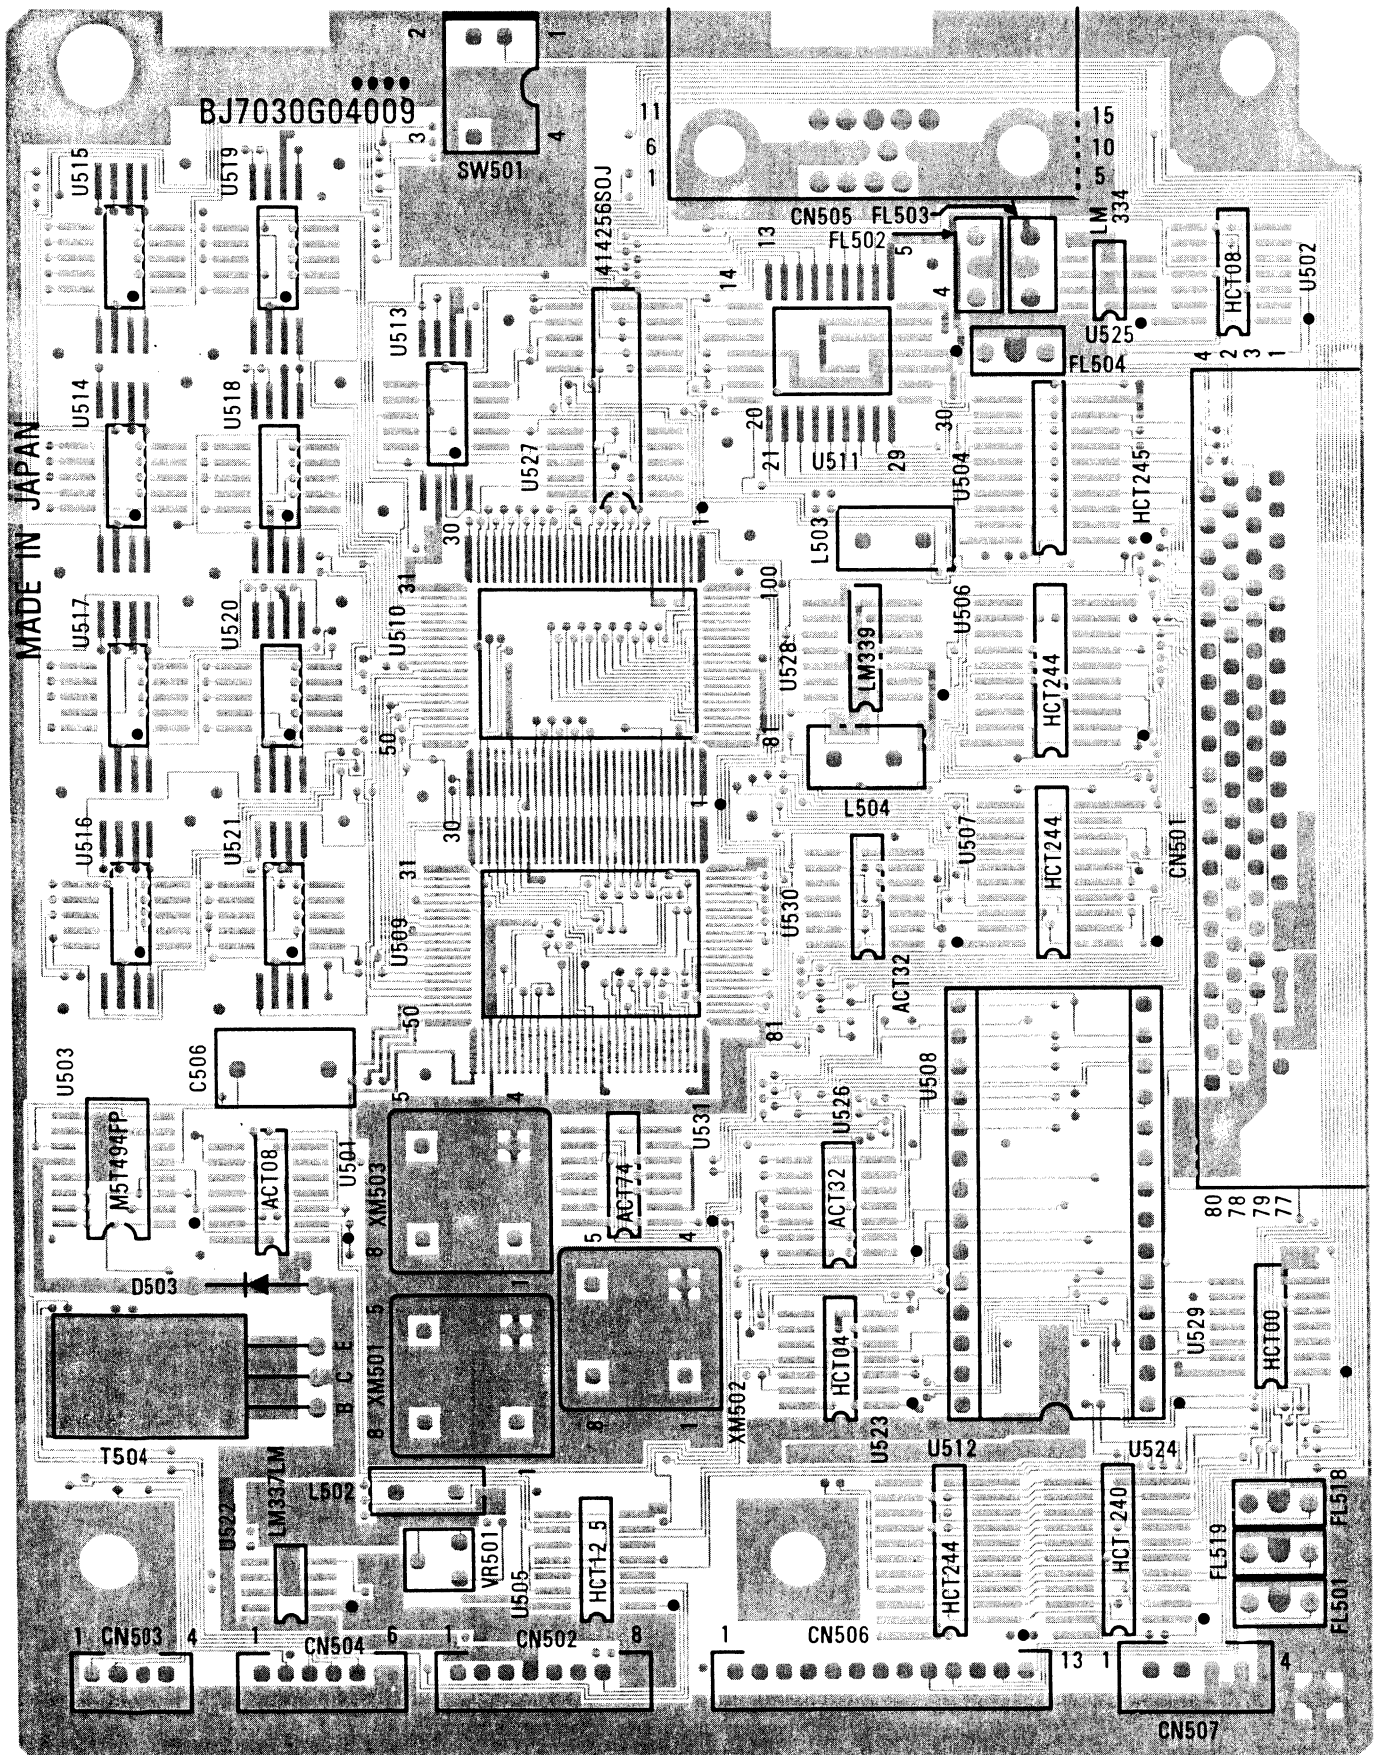 2
1
BJ7030G04009
3
4
SW501
11
6
1
15
10
5
U515
U519
414256SOJ
CN505
FL503
FL502
LM
334
13
5
14
4
HCT08
U502
U513
U525
FL504
4
2
3
1
U514
U518
U527
20
30
21
U511
29
U504
HCT245
MADE IN JAPAN
30
1
L503
31
100
U517
U520
U510
U528
LM339
U506
HCT244
50
81
L504
30
1
U516
U521
31
U507
HCT244
CN501
U509
U530
ACT32
50
81
U503
C506
U508
5
4
M5T494FP
ACT08
U501
XM503
8
1
ACT74
U531
U526
ACT32
80
78
79
77
5
4
D503
E
C
B
T504
5
XM501
8
1
8
1
XM502
HCT04
U523
U529
HCT00
U512
U524
U522
LM337LM
L502
VR501
U505
HCT125
HCT244
HCT 240
FL518
FL519
FL501
1
CN503
4
1
CN504
6
1
CN502
8
1
CN506
13
1
4
CN507